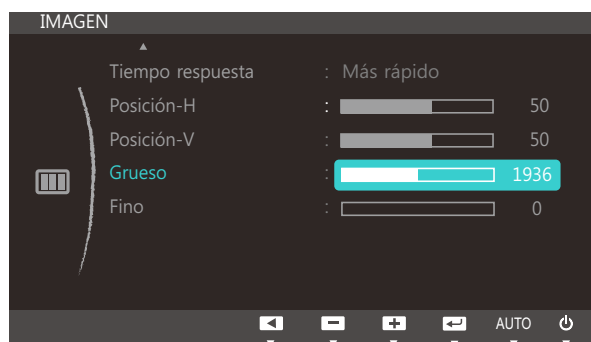 IMAGEN
Tiempo respuesta : Más rápido
Posición-H : 50
Posición-V : 50
Grueso : 1936
Fino : 0
AUTO